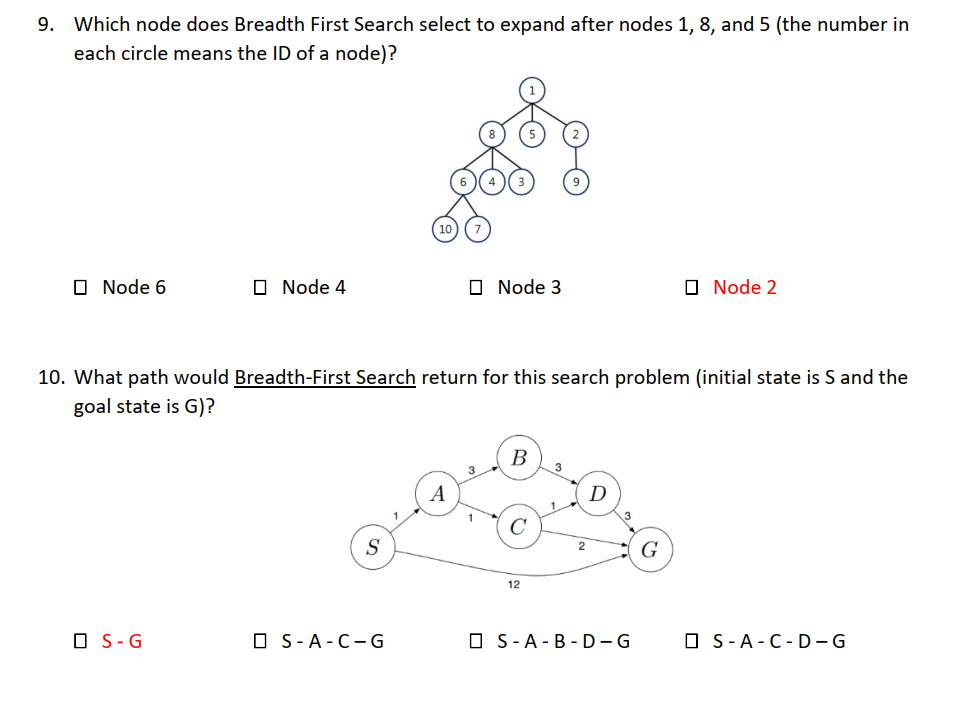 9. Which node does Breadth First Search select to expand after nodes 1, 8, and 5 (the number in
each circle means the ID of a node)?
1
8 5 2
6 4 3 9
10 7
☐ Node 6 ☐ Node 4 ☐ Node 3 ☐ Node 2
10. What path would Breadth-First Search return for this search problem (initial state is S and the
goal state is G)?
B
3 3
A D
1 1 1 3
C
S 2 G
12
☐ S - G ☐ S - A - C – G ☐ S - A - B - D – G ☐ S - A - C - D – G